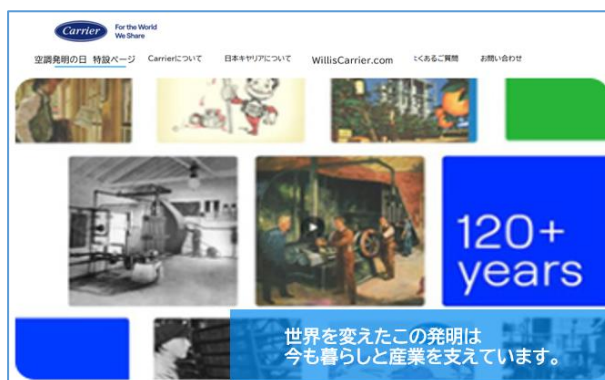 Carrier
For the World
We Share
空調発明の日 特設ページ
Carrierについて
日本キヤリアについて
WillisCarrier.com
よくあるご質問
お問い合わせ
120+
years
世界を変えたこの発明は
今も暮らしと産業を支えています。